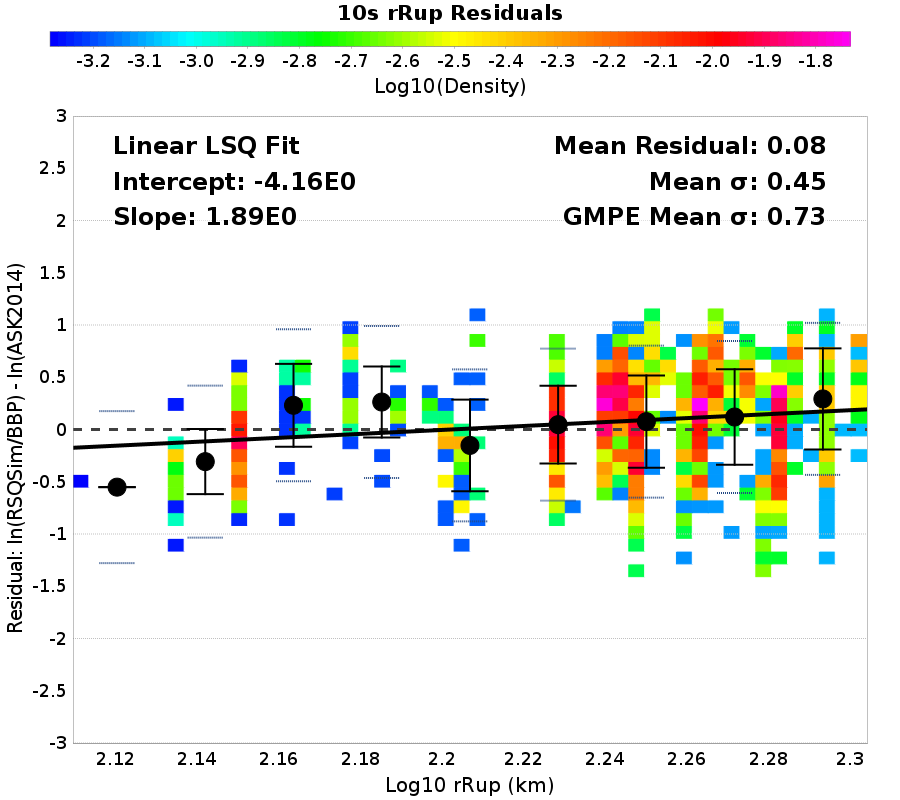 10s rRup Residuals
-3.2 -3.1 -3.0 -2.9 -2.8 -2.7 -2.6 -2.5 -2.4 -2.3 -2.2 -2.1 -2.0 -1.9 -1.8
Log10(Density)
Linear LSQ Fit
Intercept: -4.16E0
Slope: 1.89E0
Mean Residual: 0.08
Mean σ: 0.45
GMPE Mean σ: 0.73
Residual: ln(RSQSim/BBP) - ln(ASK2014)
3
2.5
2
1.5
1
0.5
0
-0.5
-1
-1.5
-2
-2.5
-3
2.12 2.14 2.16 2.18 2.2 2.22 2.24 2.26 2.28 2.3
Log10 rRup (km)